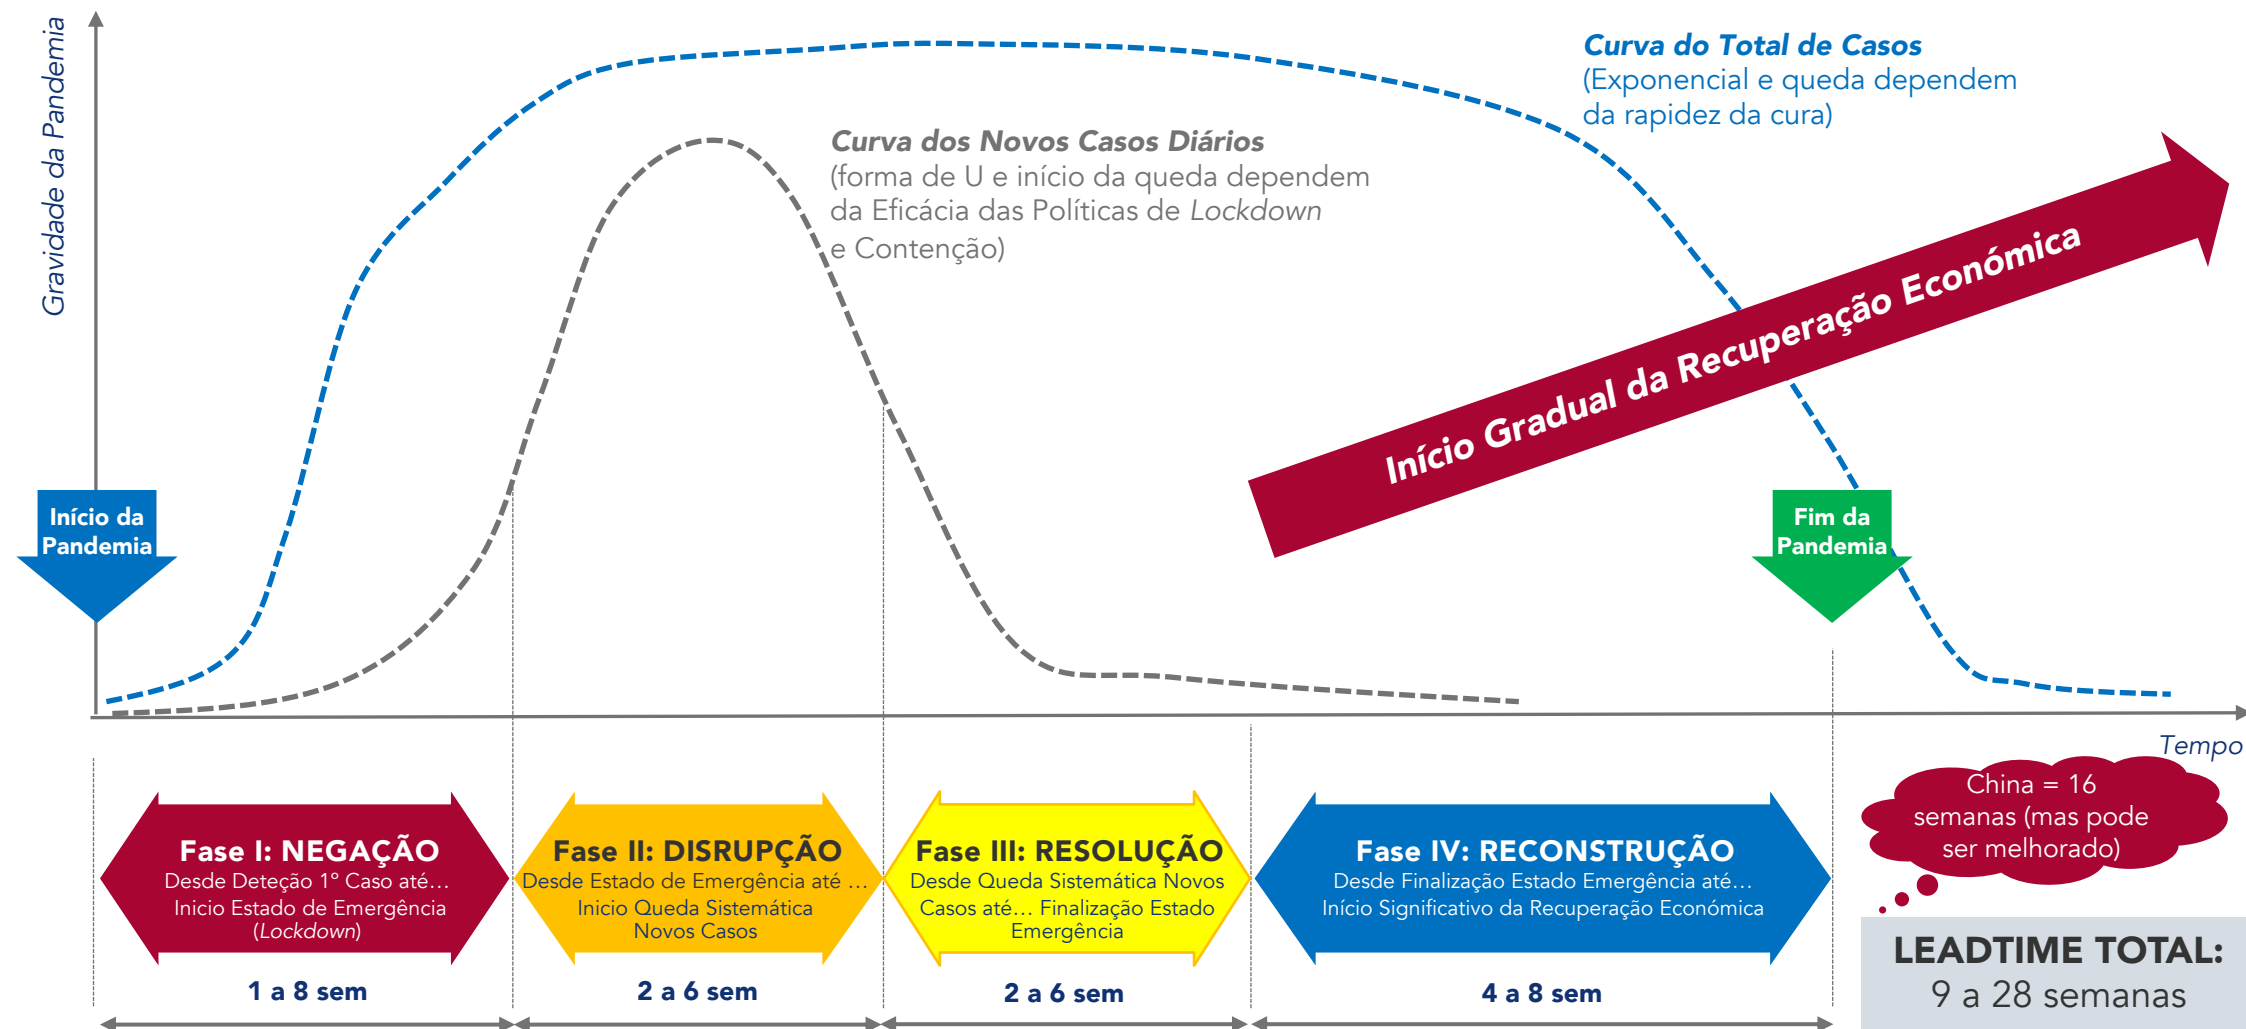 Gravidade da Pandemia
Curva do Total de Casos
(Exponencial e queda dependem
da rapidez da cura)
Curva dos Novos Casos Diários
(forma de U e início da queda dependem
da Eficácia das Políticas de Lockdown
e Contenção)
Início Gradual da Recuperação Económica
Início da
Pandemia
Fim da
Pandemia
Tempo
China = 16
semanas (mas pode
ser melhorado)
Fase I: NEGAÇÃO
Desde Deteção 1º Caso até…
Inicio Estado de Emergência
(Lockdown)
1 a 8 sem
Fase II: DISRUPÇÃO
Desde Estado de Emergência até …
Inicio Queda Sistemática
Novos Casos
2 a 6 sem
Fase III: RESOLUÇÃO
Desde Queda Sistemática Novos
Casos até… Finalização Estado
Emergência
2 a 6 sem
Fase IV: RECONSTRUÇÃO
Desde Finalização Estado Emergência até…
Início Significativo da Recuperação Económica
4 a 8 sem
LEADTIME TOTAL:
9 a 28 semanas